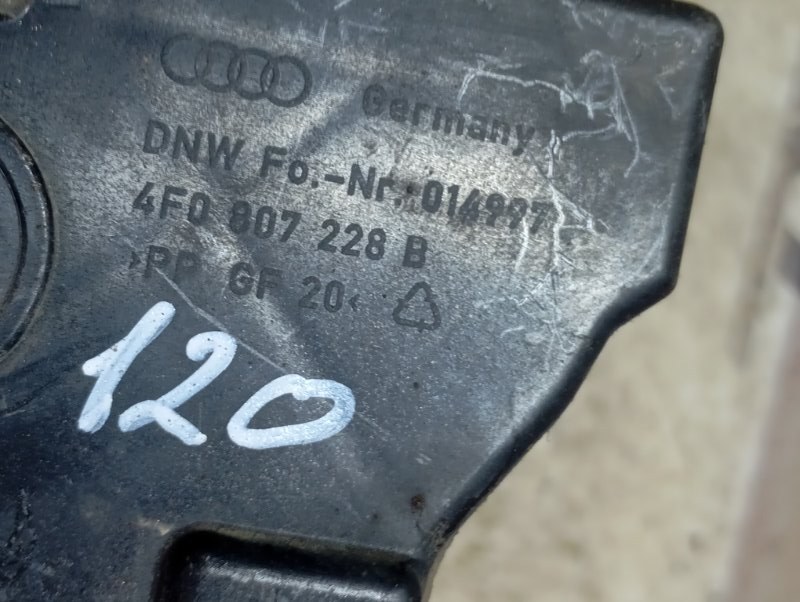 Germany
DNW Fo.-Nr.:014997
4F0 807 228 B
>PP GF 20<
120